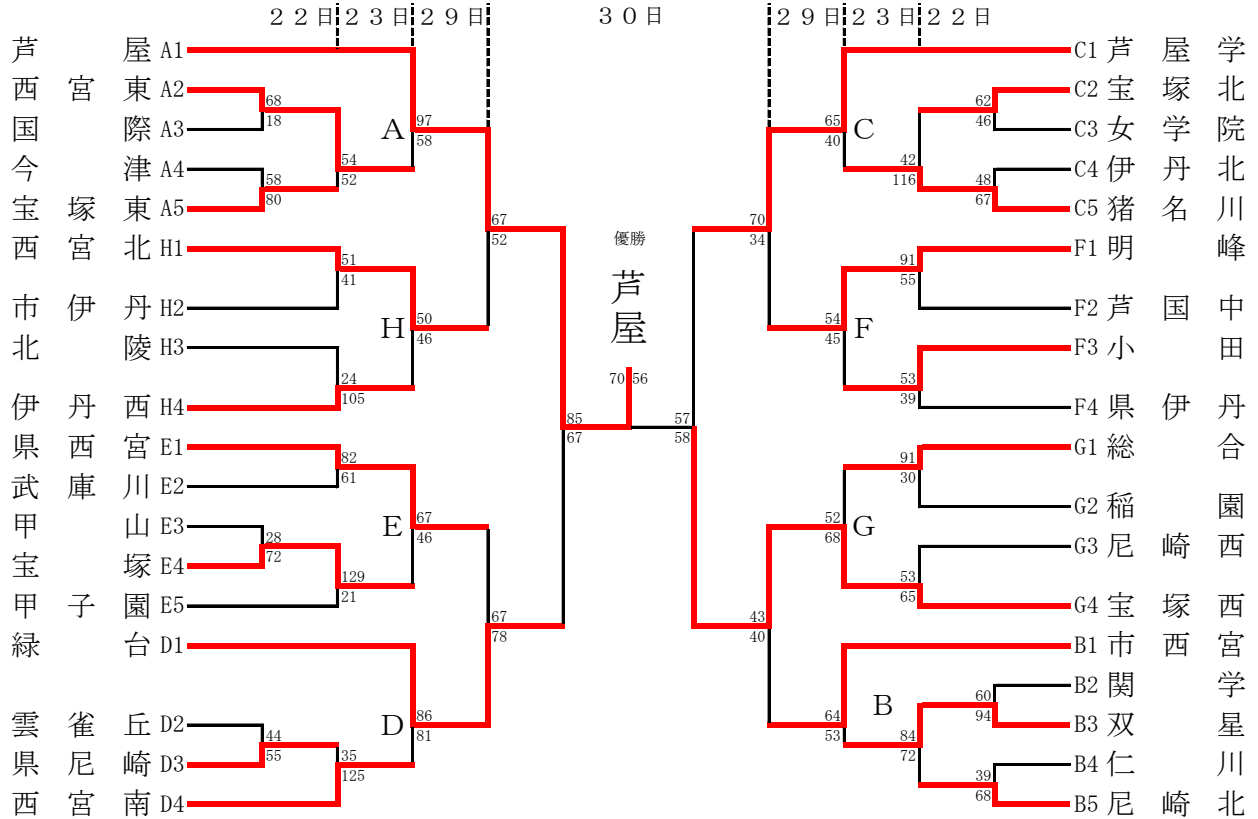 ２２日 ２３日 ２９日 ３０日 ２９日 ２３日 ２２日
芦屋 A1
西宮東 A2
68
国際 A3
18
A
97
58
今津 A4
54
52
58
宝塚東 A5
80
67
52
西宮北 H1
51
41
市伊丹 H2
H
50
46
北陵 H3
24
105
伊丹西 H4
85
67
県西宮 E1
82
61
武庫川 E2
甲山 E3
E
67
46
28
宝塚 E4
72
129
21
甲子園 E5
67
78
緑台 D1
雲雀丘 D2
D
86
81
44
県尼崎 D3
55
35
125
西宮南 D4
優勝
芦屋
70 56
C1 芦屋学
C2 宝塚北
62
46
C3 女学院
65
40
C
C4 伊丹北
42
116
48
C5 猪名川
67
70
34
F1 明峰
91
55
F2 芦国中
54
45
F
F3 小田
53
39
F4 県伊丹
57
58
G1 総合
91
30
G2 稲園
52
68
G
G3 尼崎西
53
65
G4 宝塚西
43
40
B1 市西宮
B2 関学
60
94
B3 双星
64
53
B
84
72
B4 仁川
39
68
B5 尼崎北